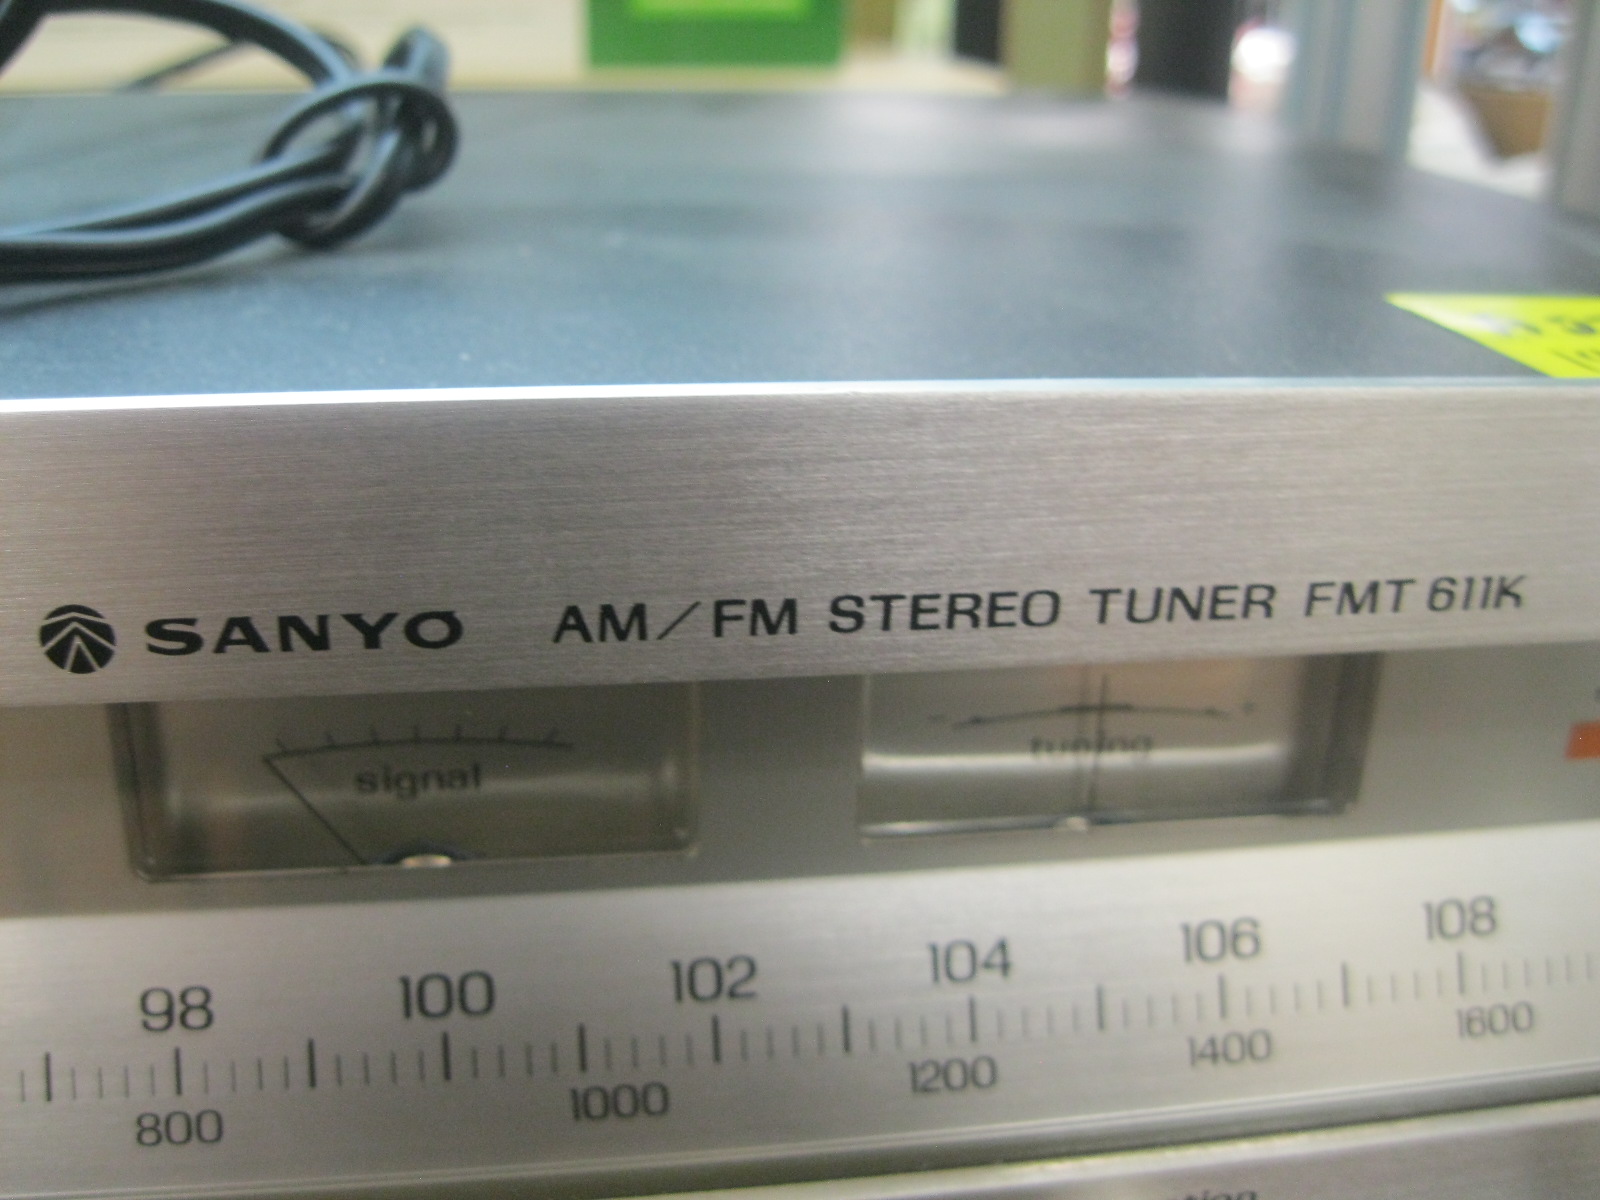 SANYO AM/FM STEREO TUNER FMT 611K
signal tuning
98 100 102 104 106 108
800 1000 1200 1400 1600